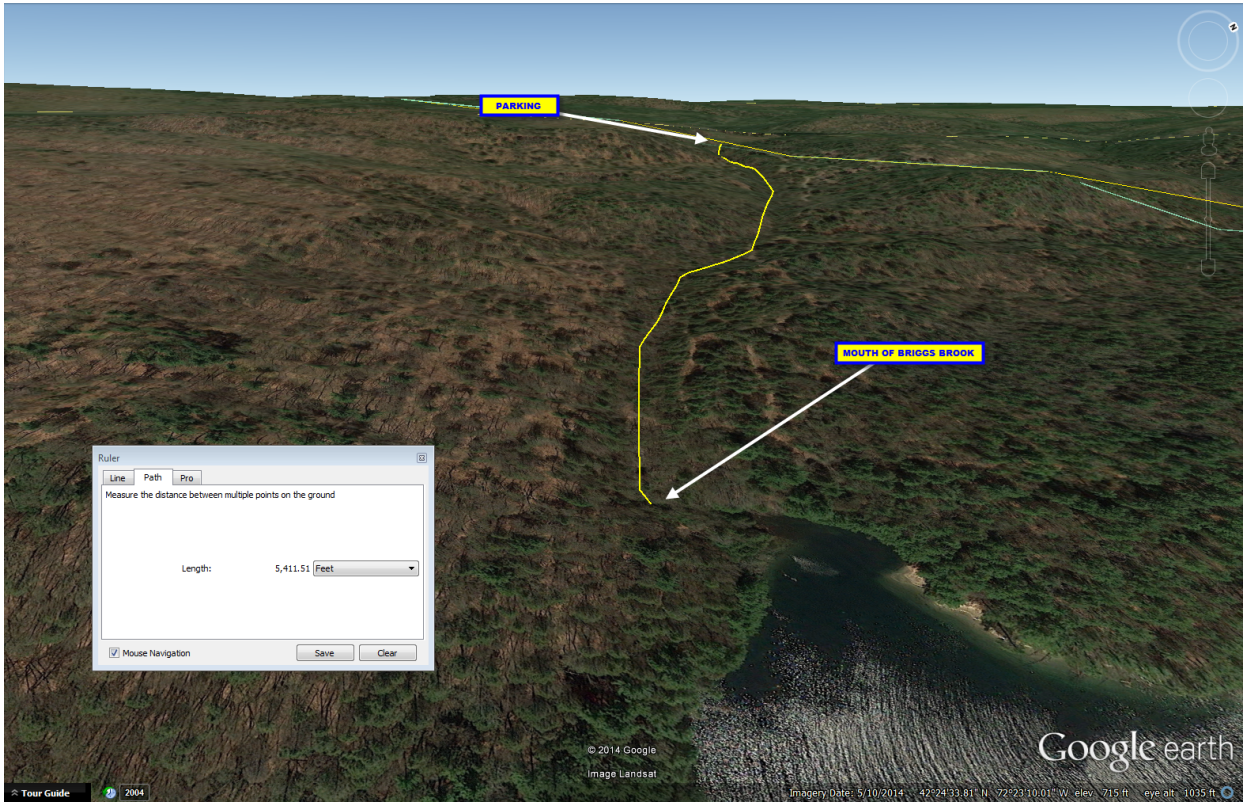 N
PARKING
MOUTH OF BRIGGS BROOK
Ruler
Line Path Pro
Measure the distance between multiple points on the ground
Length: 5,411.51 Feet
Mouse Navigation Save Clear
© 2014 Google
Image Landsat
Google earth
Tour Guide 2004
Imagery Date: 5/10/2014 42°24'33.81" N 72°23'10.01" W elev 715 ft eye alt 1035 ft